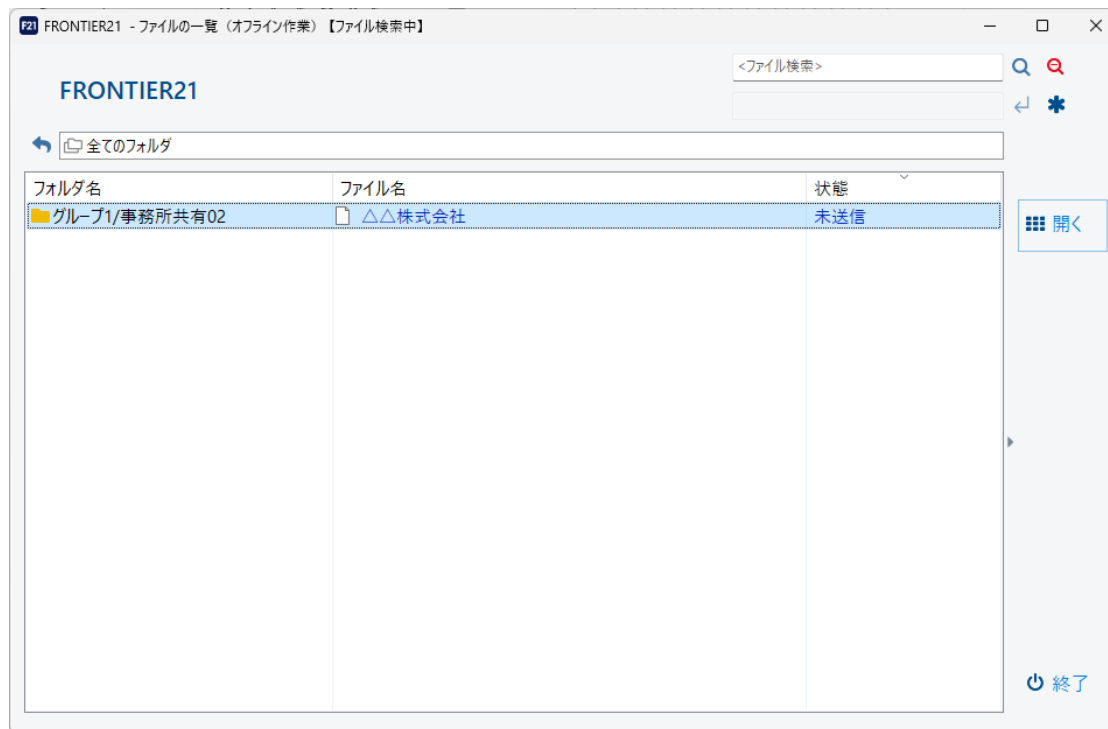 F21 FRONTIER21 - ファイルの一覧（オフライン作業）【ファイル検索中】
<ファイル検索>
FRONTIER21
全てのフォルダ
フォルダ名 ファイル名 状態
グループ1/事務所共有02 △△株式会社 未送信
開く
終了